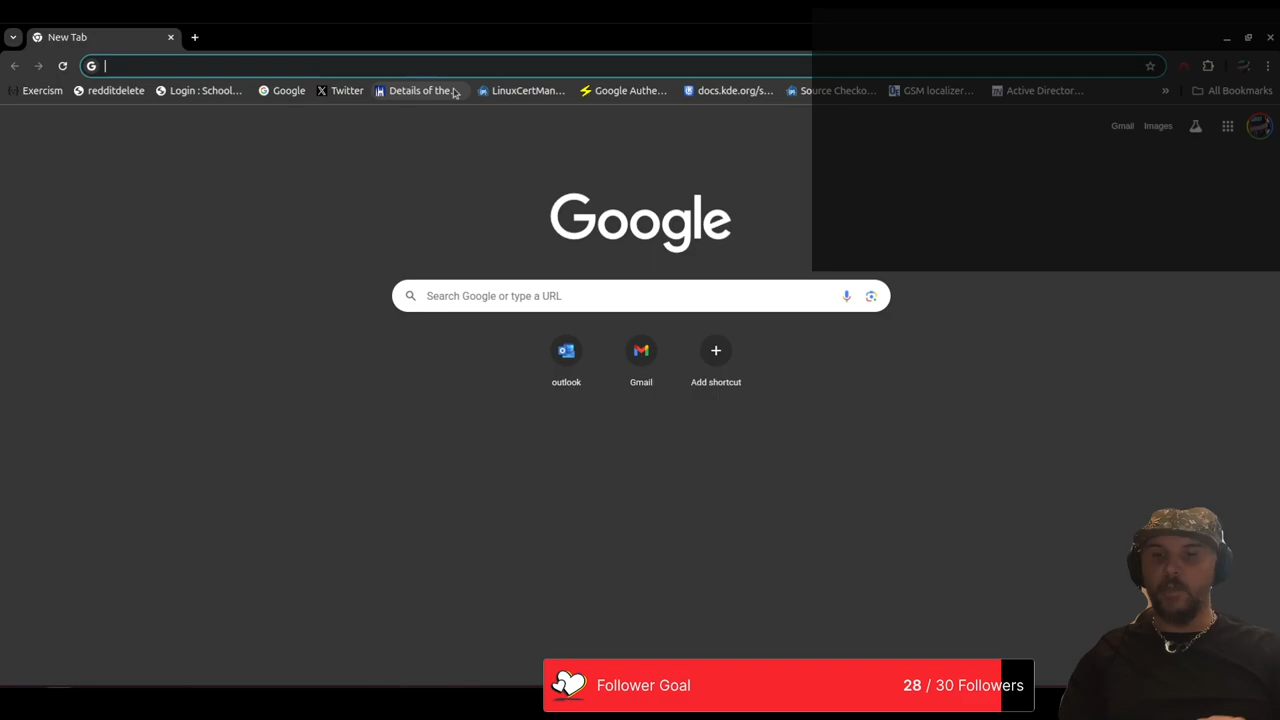 New Tab
Exercism
redditdelete
Login : School...
Google
Twitter
Details of the...
LinuxCertMan...
Google Authe...
docs.kde.org/s...
Source Checko...
GSM localizer...
Active Director...
All Bookmarks
Gmail
Images
Google
Search Google or type a URL
outlook
Gmail
Add shortcut
Follower Goal
28 / 30 Followers